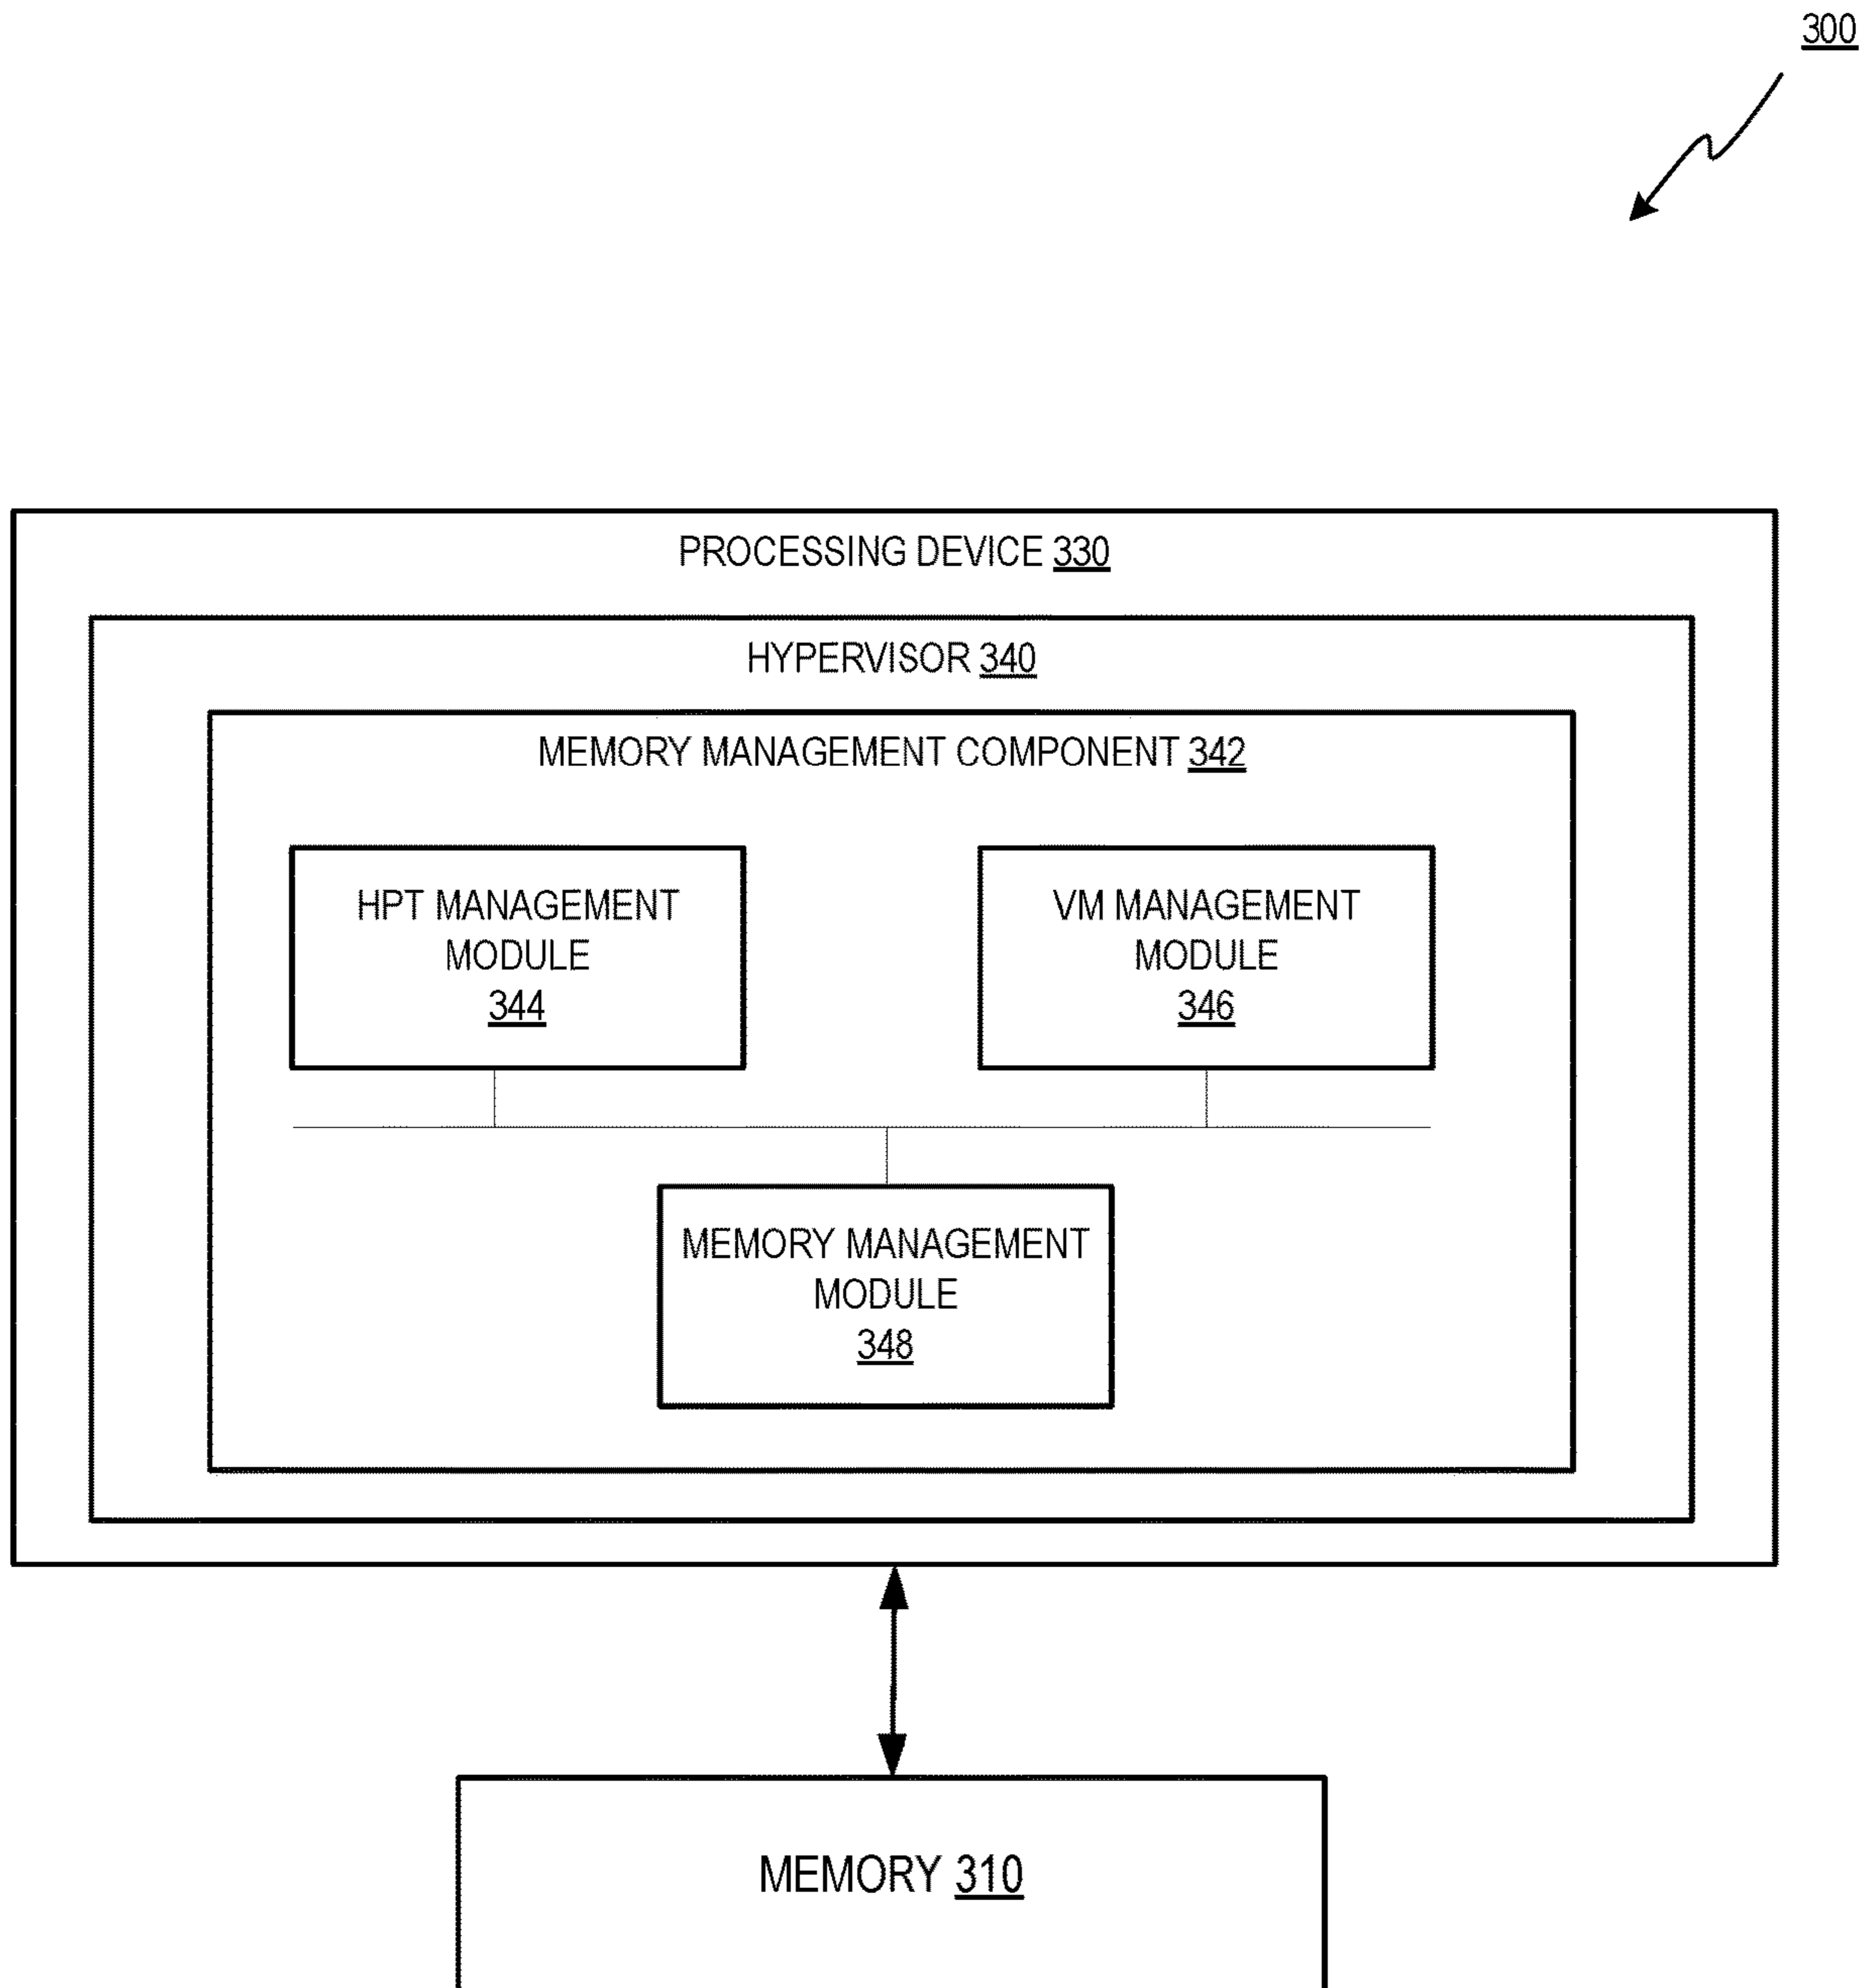 300
PROCESSING DEVICE 330
HYPERVISOR 340
MEMORY MANAGEMENT COMPONENT 342
HPT MANAGEMENT
MODULE
344
VM MANAGEMENT
MODULE
346
MEMORY MANAGEMENT
MODULE
348
MEMORY 310